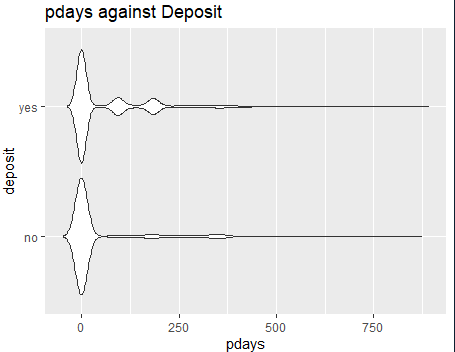 pdays against Deposit
yes
deposit
no
0 250 500 750
pdays